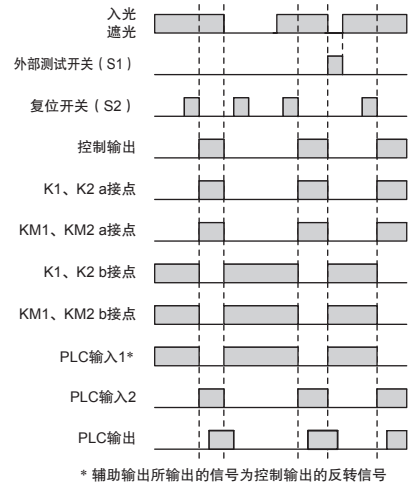 入光
遮光
外部测试开关（S1）
复位开关（S2）
控制输出
K1、K2 a接点
KM1、KM2 a接点
K1、K2 b接点
KM1、KM2 b接点
PLC输入1*
PLC输入2
PLC输出
* 辅助输出所输出的信号为控制输出的反转信号